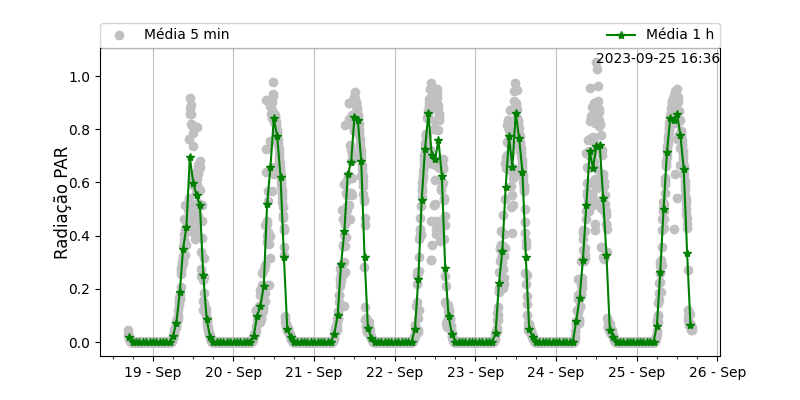 Média 5 min
Média 1 h
2023-09-25 16:36
Radiação PAR
1.0
0.8
0.6
0.4
0.2
0.0
19 - Sep
20 - Sep
21 - Sep
22 - Sep
23 - Sep
24 - Sep
25 - Sep
26 - Sep